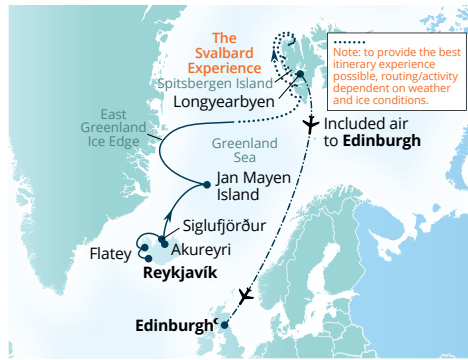 The
Svalbard
Experience
Spitsbergen Island
Longyearbyen
Note: to provide the best
itinerary experience
possible, routing/activity
dependent on weather
and ice conditions.
Included air
to Edinburgh
East
Greenland
Ice Edge
Greenland
Sea
Jan Mayen
Island
Siglufjörður
Akureyri
Flatey
Reykjavík
Edinburghᶜ